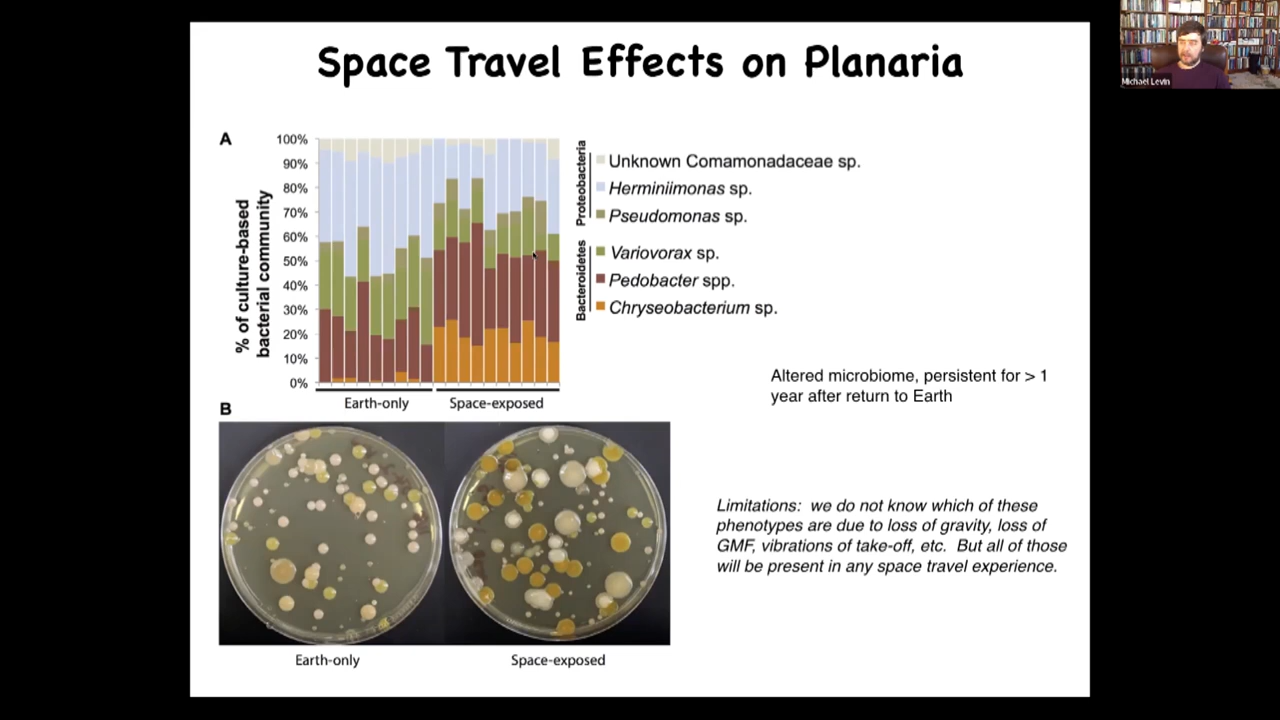 Space Travel Effects on Planaria
Michael Levin
A
% of culture-based
bacterial community
100%
90%
80%
70%
60%
50%
40%
30%
20%
10%
0%
Earth-only
Space-exposed
Proteobacteria
Unknown Comamonadaceae sp.
Herminiimonas sp.
Pseudomonas sp.
Bacteroidetes
Variovorax sp.
Pedobacter spp.
Chryseobacterium sp.
Altered microbiome, persistent for > 1
year after return to Earth
B
Earth-only
Space-exposed
Limitations: we do not know which of these
phenotypes are due to loss of gravity, loss of
GMF, vibrations of take-off, etc. But all of those
will be present in any space travel experience.